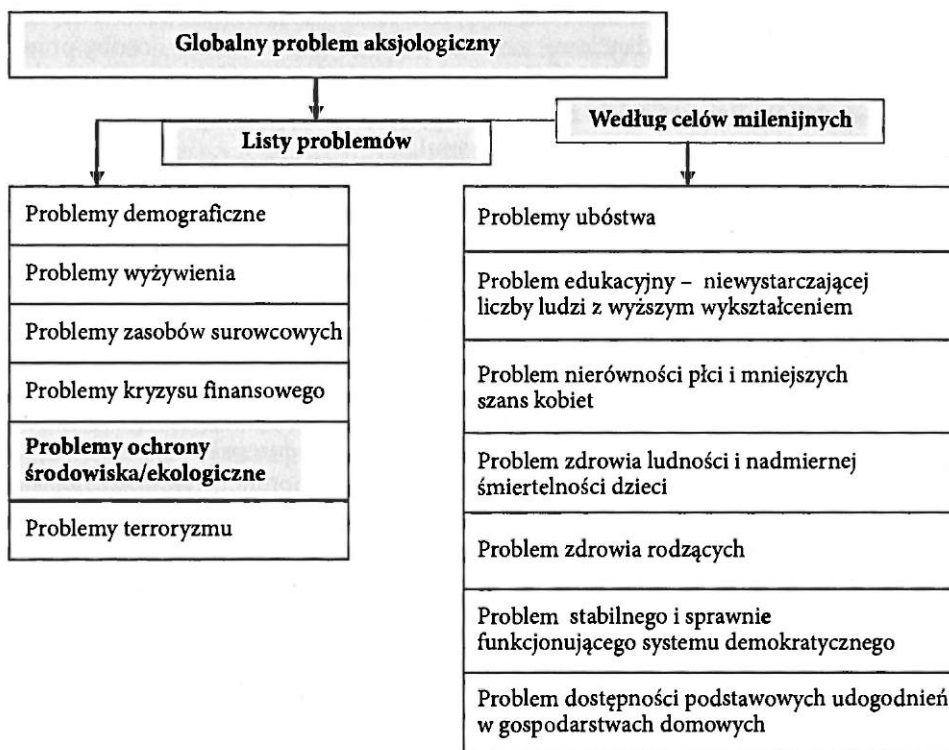 Globalny problem aksjologiczny
Listy problemów
Według celów milenijnych
Problemy demograficzne
Problemy wyżywienia
Problemy zasobów surowcowych
Problemy kryzysu finansowego
Problemy ochrony
środowiska/ekologiczne
Problemy terroryzmu
Problemy ubóstwa
Problem edukacyjny – niewystarczającej
liczby ludzi z wyższym wykształceniem
Problem nierówności płci i mniejszych
szans kobiet
Problem zdrowia ludności i nadmiernej
śmiertelności dzieci
Problem zdrowia rodzących
Problem stabilnego i sprawnie
funkcjonującego systemu demokratycznego
Problem dostępności podstawowych udogodnień
w gospodarstwach domowych